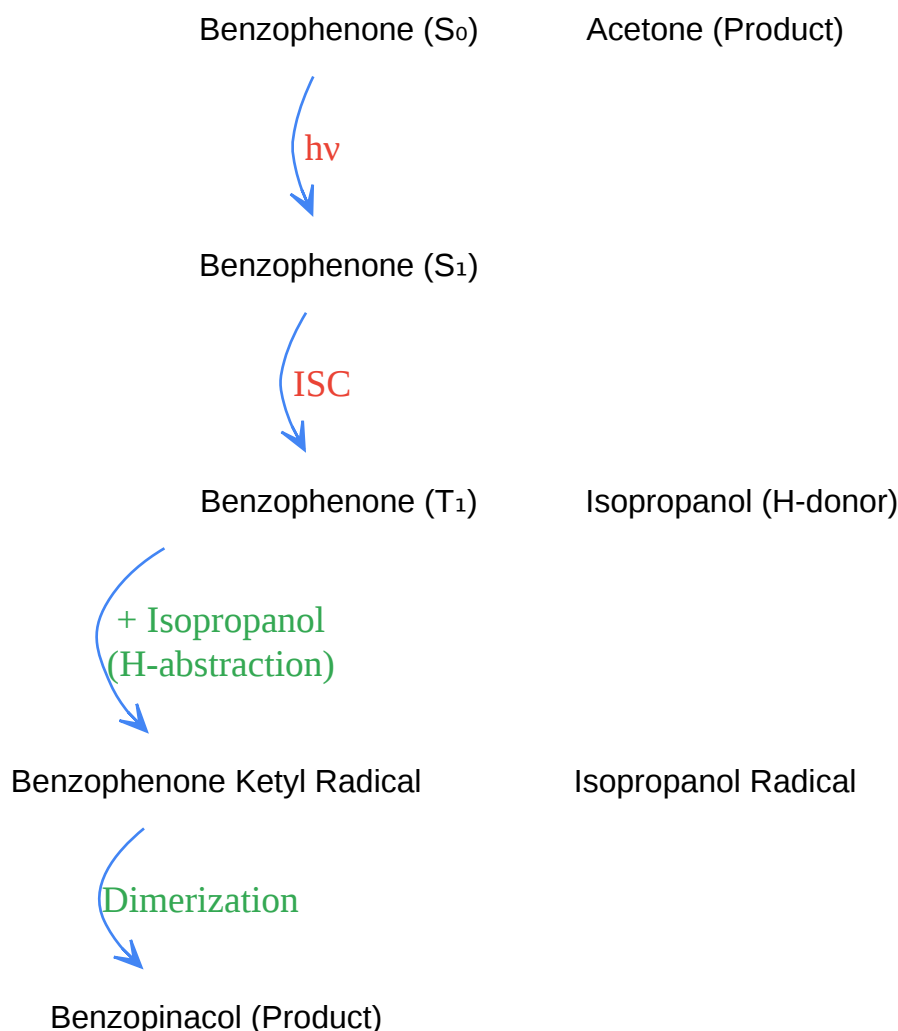 Benzophenone (S₀) Acetone (Product)
hν
Benzophenone (S₁)
ISC
Benzophenone (T₁) Isopropanol (H-donor)
+ Isopropanol
(H-abstraction)
Benzophenone Ketyl Radical Isopropanol Radical
Dimerization
Benzopinacol (Product)